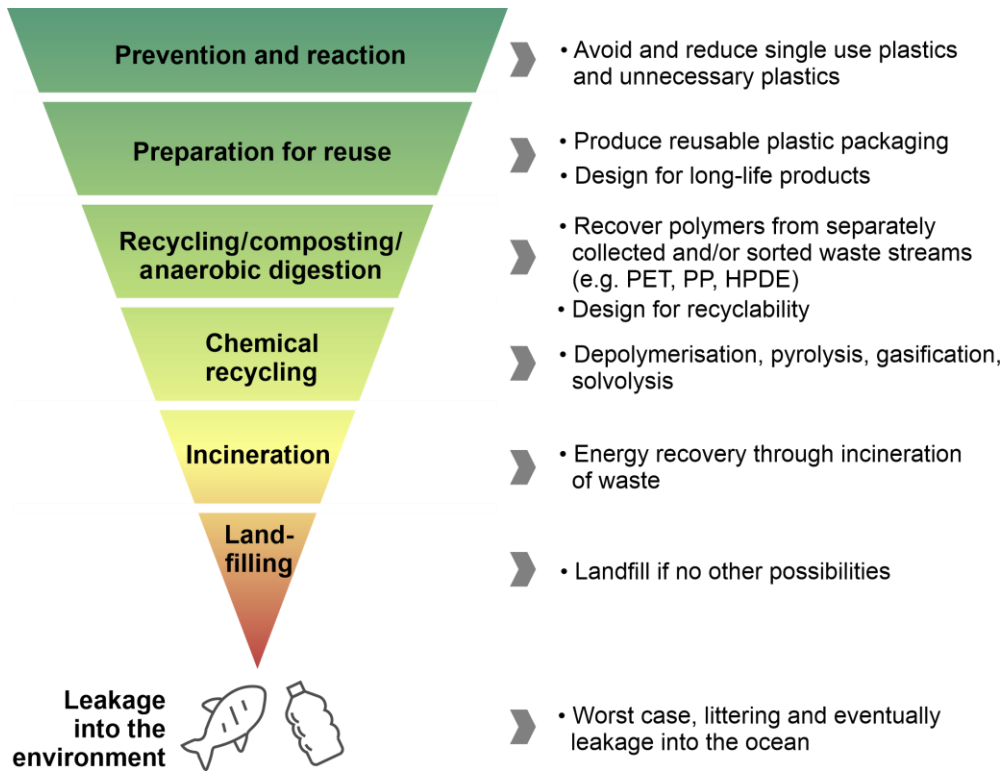 Prevention and reaction
• Avoid and reduce single use plastics
and unnecessary plastics
Preparation for reuse
• Produce reusable plastic packaging
• Design for long-life products
Recycling/composting/
anaerobic digestion
• Recover polymers from separately
collected and/or sorted waste streams
(e.g. PET, PP, HPDE)
• Design for recyclability
Chemical
recycling
• Depolymerisation, pyrolysis, gasification,
solvolysis
Incineration
• Energy recovery through incineration
of waste
Land-
filling
• Landfill if no other possibilities
Leakage
into the
environment
• Worst case, littering and eventually
leakage into the ocean